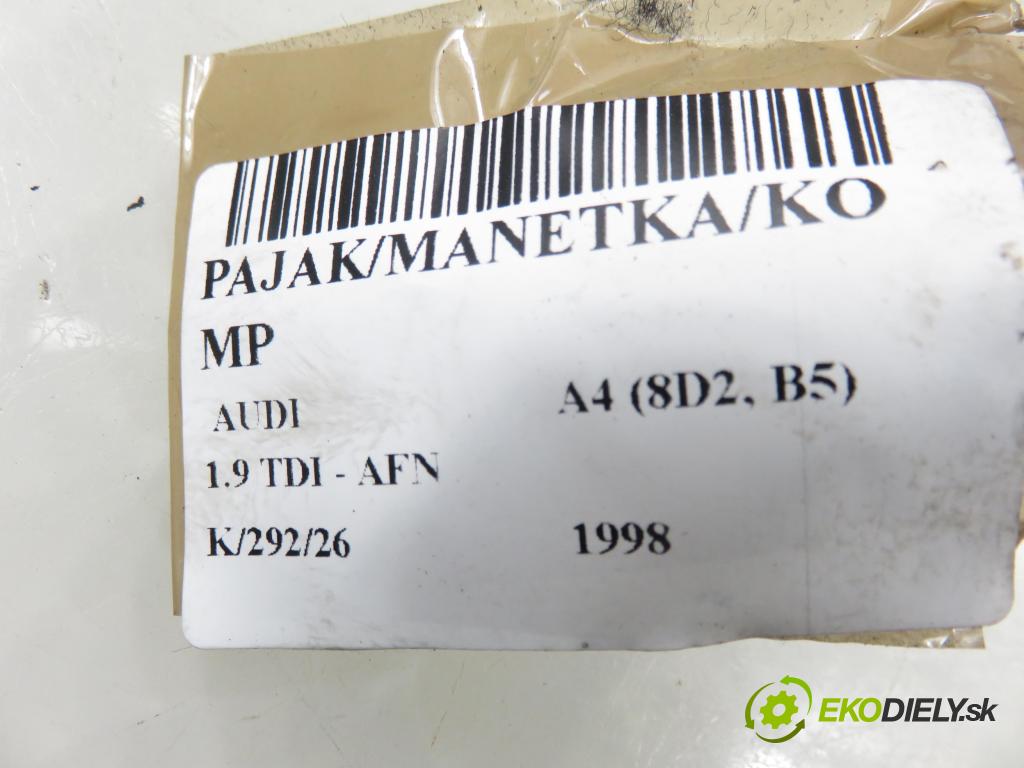 PAJAK/MANETKA/KO
MP
AUDI A4 (8D2, B5)
1.9 TDI - AFN
K/292/26 1998
EKODIELY.sk